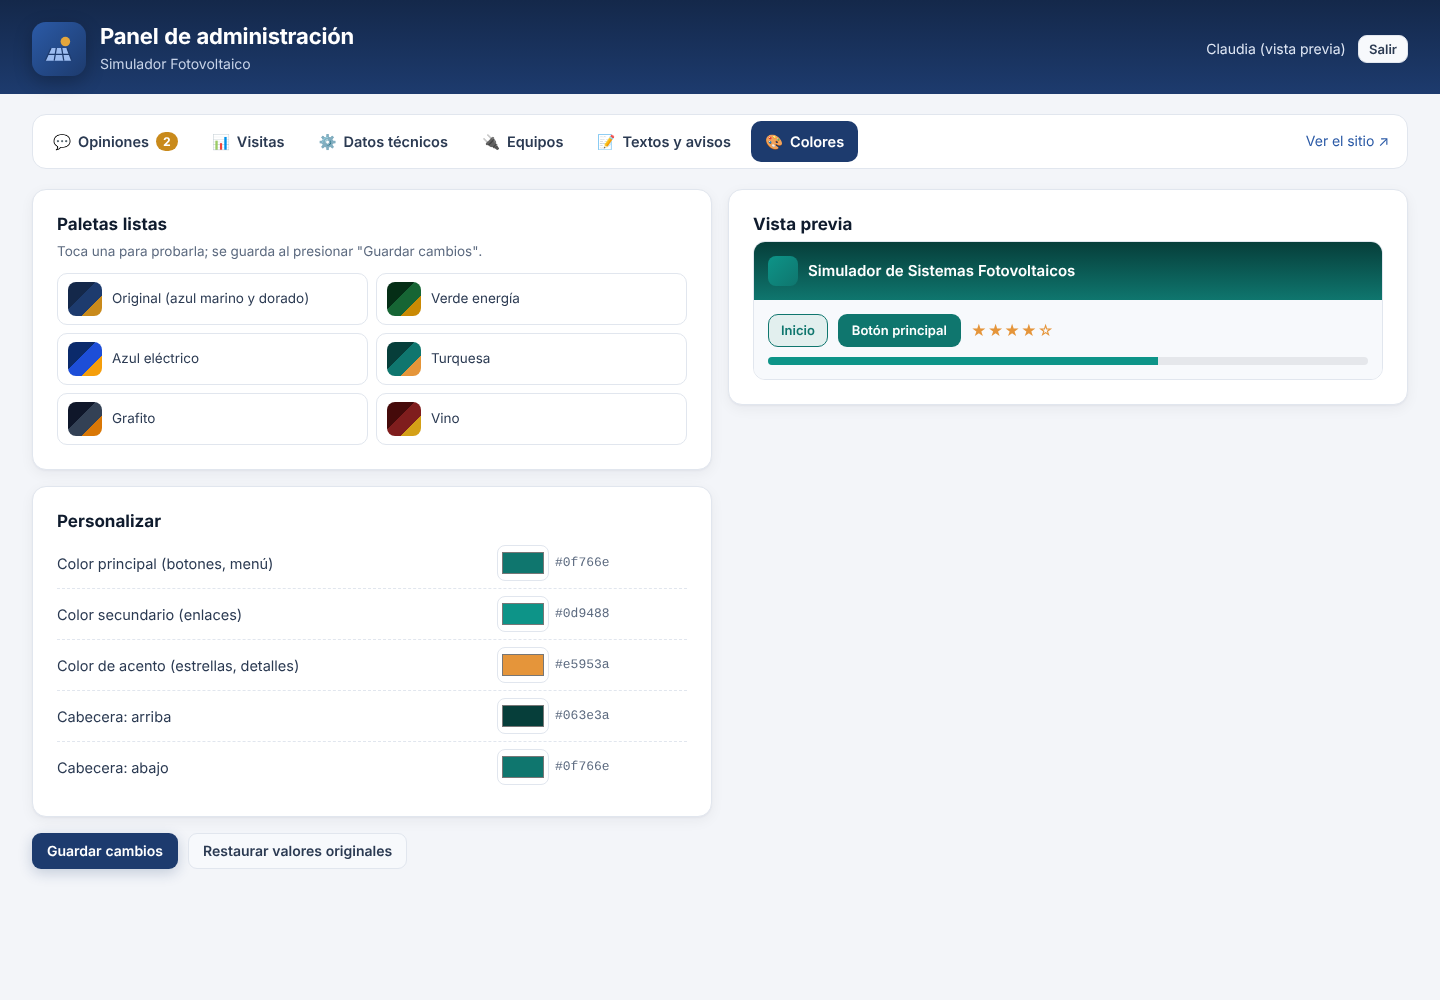 Panel de administración
Simulador Fotovoltaico
Claudia (vista previa)
Salir
Opiniones 2
Visitas
Datos técnicos
Equipos
Textos y avisos
Colores
Ver el sitio ↗
Paletas listas
Toca una para probarla; se guarda al presionar "Guardar cambios".
Original (azul marino y dorado)
Verde energía
Azul eléctrico
Turquesa
Grafito
Vino
Vista previa
Simulador de Sistemas Fotovoltaicos
Inicio
Botón principal
★★★★☆
Personalizar
Color principal (botones, menú)
#0f766e
Color secundario (enlaces)
#0d9488
Color de acento (estrellas, detalles)
#e5953a
Cabecera: arriba
#063e3a
Cabecera: abajo
#0f766e
Guardar cambios
Restaurar valores originales